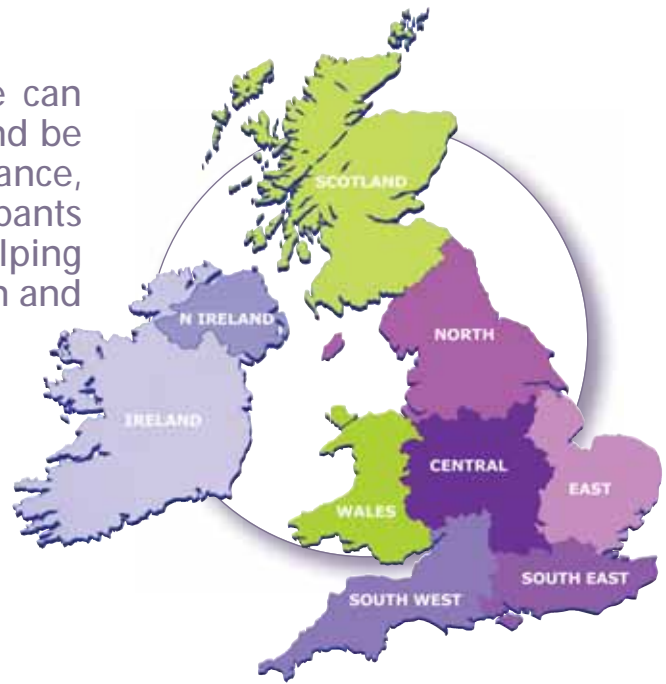 e can
nd be
ance,
pants
lping
n and
SCOTLAND
N IRELAND
NORTH
IRELAND
CENTRAL
EAST
WALES
SOUTH EAST
SOUTH WEST